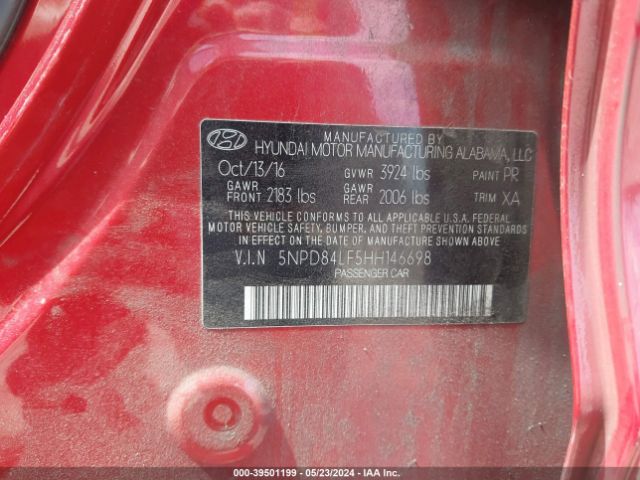 MANUFACTURED BY
HYUNDAI MOTOR MANUFACTURING ALABAMA, LLC
Oct/13/16 GVWR 3924 lbs PAINT PR
GAWR FRONT 2183 lbs GAWR REAR 2006 lbs TRIM XA
THIS VEHICLE CONFORMS TO ALL APPLICABLE U.S.A. FEDERAL
MOTOR VEHICLE SAFETY, BUMPER, AND THEFT PREVENTION STANDARDS
IN EFFECT ON THE DATE OF MANUFACTURE SHOWN ABOVE.
V.I.N 5NPD84LF5HH146698
PASSENGER CAR
000-39501199 - 05/23/2024 - IAA Inc.